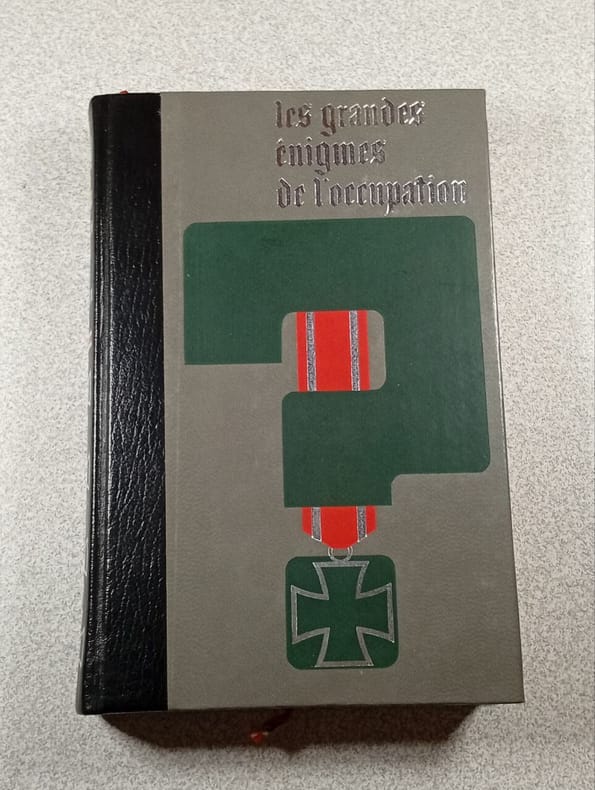 les grandes
énigmes
de l'occupation